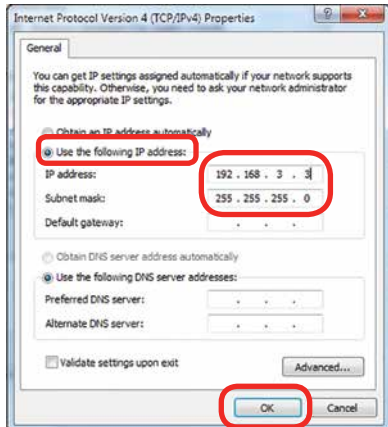 Internet Protocol Version 4 (TCP/IPv4) Properties
General
You can get IP settings assigned automatically if your network supports
this capability. Otherwise, you need to ask your network administrator
for the appropriate IP settings.
Obtain an IP address automatically
Use the following IP address:
IP address: 192 . 168 . 3 . 3
Subnet mask: 255 . 255 . 255 . 0
Default gateway: . . .
Obtain DNS server address automatically
Use the following DNS server addresses:
Preferred DNS server: . . .
Alternate DNS server: . . .
Validate settings upon exit
Advanced...
OK Cancel